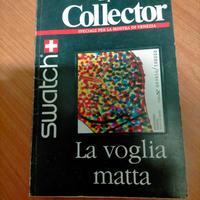 Collector
SPECIALE PER LA MOSTRA DI VENEZIA
swatch
La voglia
matta